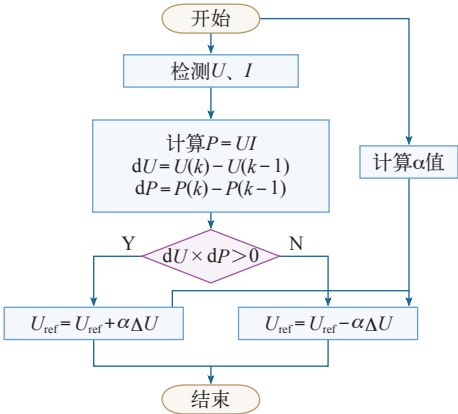 开始
检测U、I
计算P=UI
dU=U(k)−U(k−1)
dP=P(k)−P(k−1)
计算α值
Y
dU×dP>0
N
Uref=Uref+αΔU
Uref=Uref−αΔU
结束